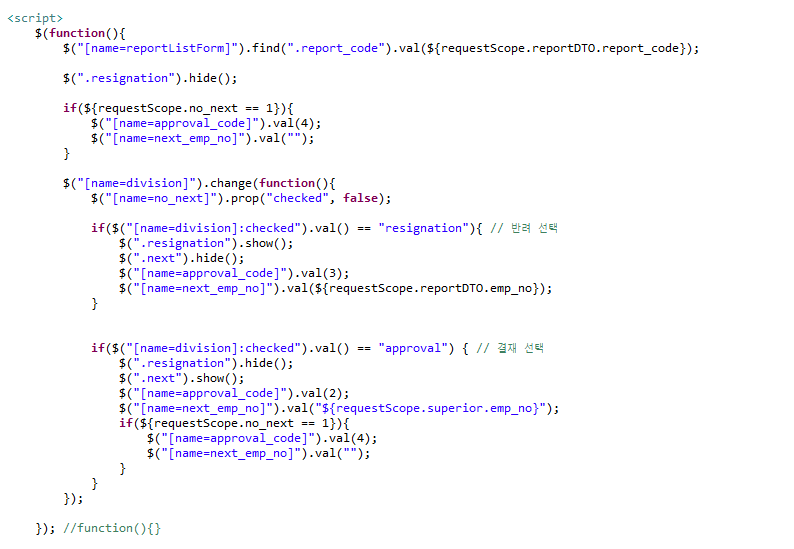 <script>
$(function(){
$("[name=reportListForm]").find(".report_code").val(${requestScope.reportDTO.report_code});
$(".resignation").hide();
if(${requestScope.no_next == 1}){
$("[name=approval_code]").val(4);
$("[name=next_emp_no]").val("");
}
$("[name=division]").change(function(){
$("[name=no_next]").prop("checked", false);
if($("[name=division]:checked").val() == "resignation"){ // 반려 선택
$(".resignation").show();
$(".next").hide();
$("[name=approval_code]").val(3);
$("[name=next_emp_no]").val(${requestScope.reportDTO.emp_no});
}
if($("[name=division]:checked").val() == "approval") { // 결재 선택
$(".resignation").hide();
$(".next").show();
$("[name=approval_code]").val(2);
$("[name=next_emp_no]").val("${requestScope.superior.emp_no}");
if(${requestScope.no_next == 1}){
$("[name=approval_code]").val(4);
$("[name=next_emp_no]").val("");
}
}
});
}); //function(){}